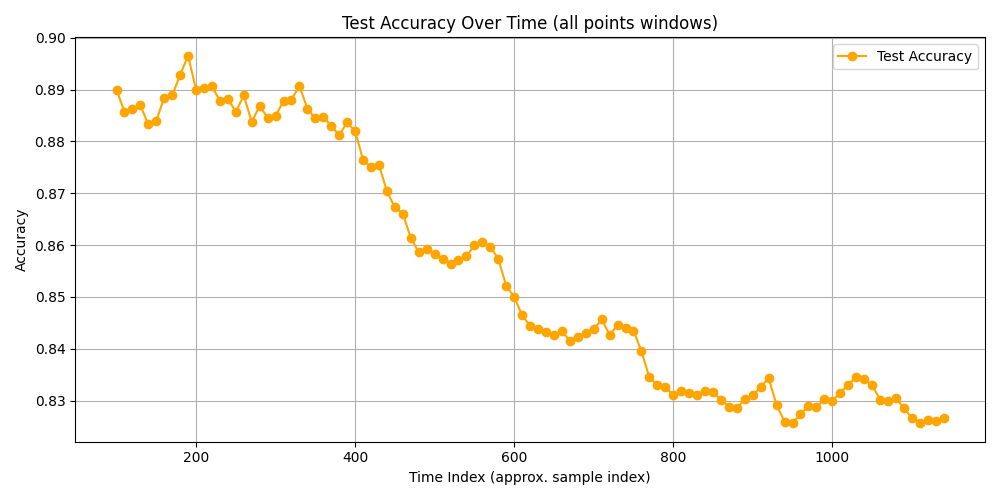 Test Accuracy Over Time (all points windows)
Test Accuracy
0.90
0.89
0.88
0.87
0.86
0.85
0.84
0.83
Accuracy
200 400 600 800 1000
Time Index (approx. sample index)